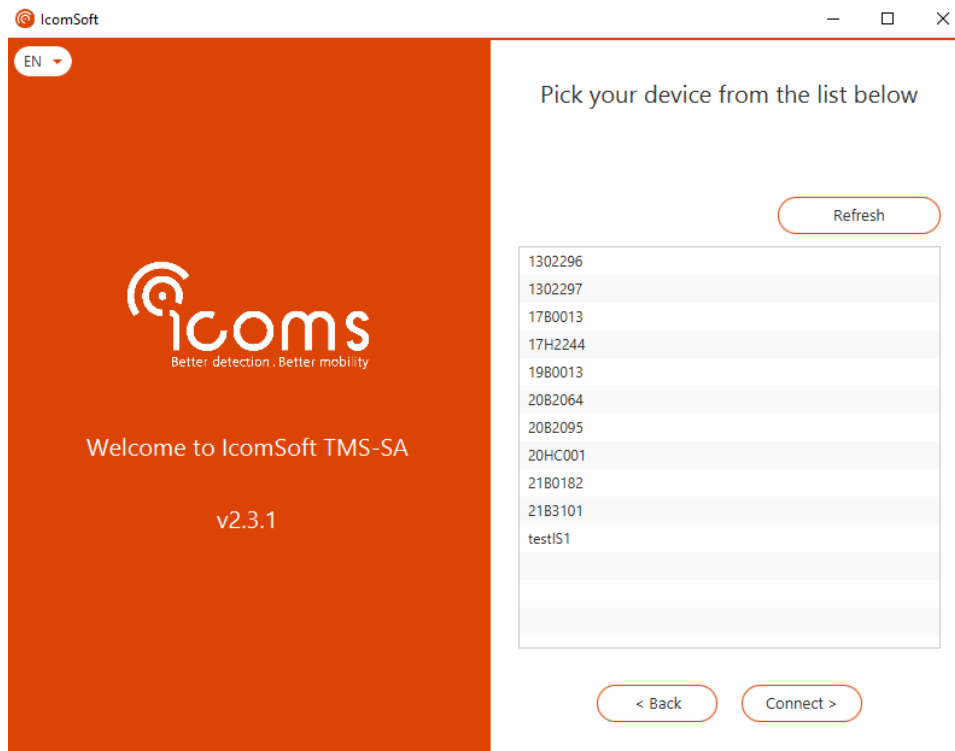 IcomSoft
EN
Pick your device from the list below
Refresh
1302296
1302297
17B0013
17H2244
19B0013
20B2064
20B2095
20HC001
21B0182
21B3101
testIS1
icoms
Better detection. Better mobility
Welcome to IcomSoft TMS-SA
v2.3.1
< Back
Connect >